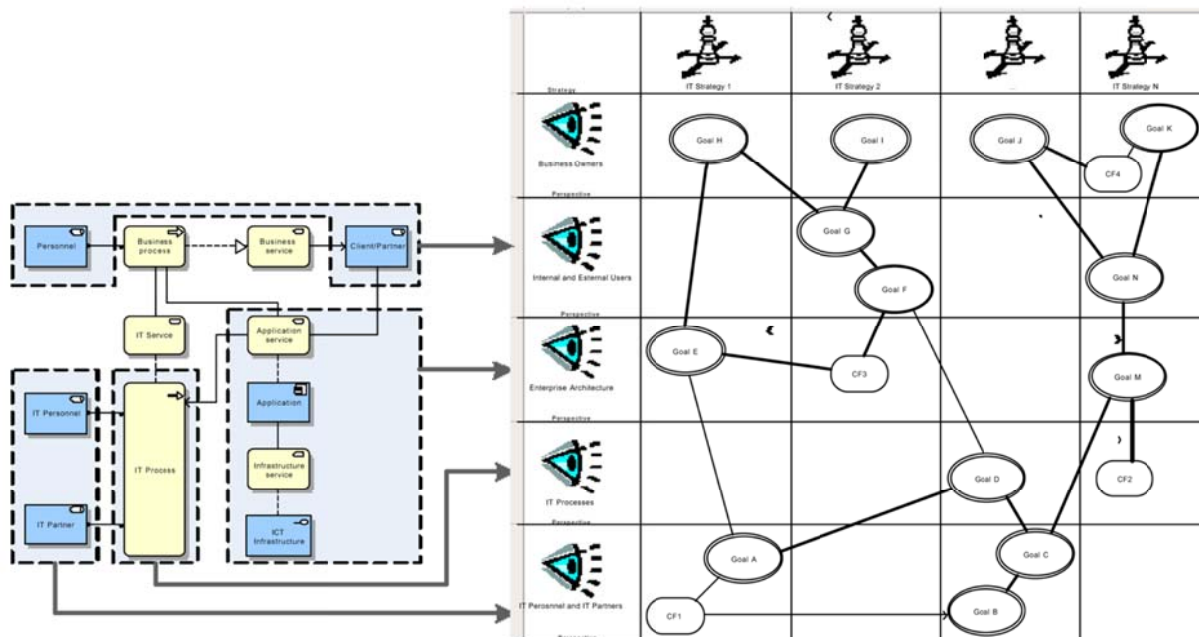 Personnel
Business
process
Business
service
Client/Partner
IT Service
Application
service
IT Personnel
Application
IT Process
Infrastructure
service
IT Partner
ICT
Infrastructure
Strategy
IT Strategy 1
IT Strategy 2
...
IT Strategy N
Business Owners
Perspective
Goal H
Goal I
Goal J
Goal K
CF4
Internal and External Users
Perspective
Goal G
Goal F
Goal N
Enterprise Architecture
Perspective
Goal E
CF3
Goal M
IT Processes
Perspective
Goal D
CF2
IT Perosnnel and IT Partners
Perspective
Goal A
Goal C
CF1
Goal B